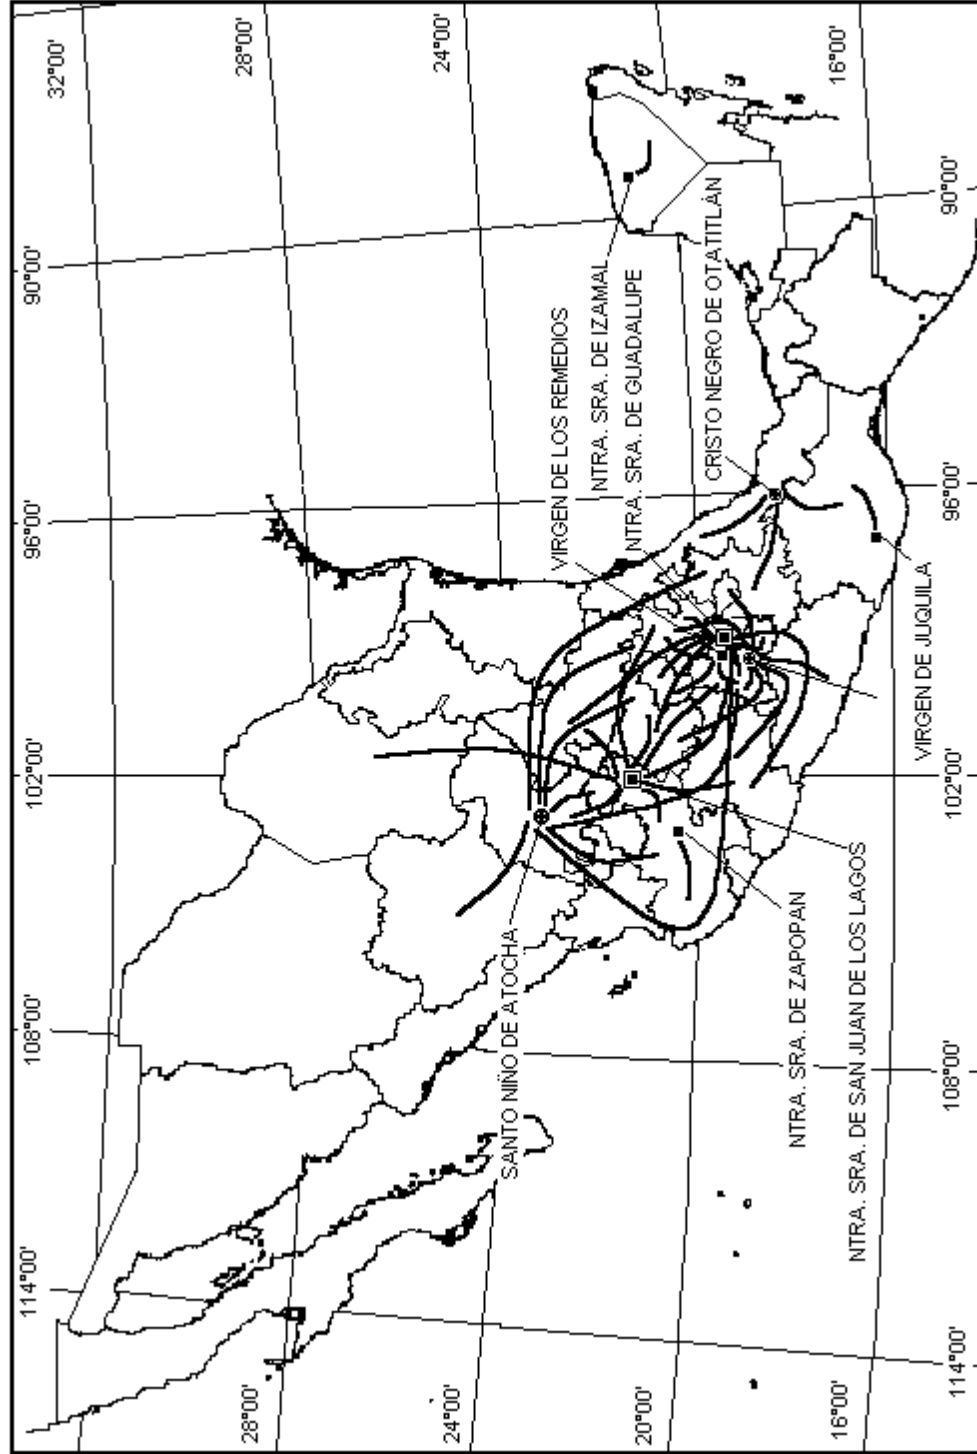 114°00'
108°00'
102°00'
96°00'
90°00'
32°00'
28°00'
28°00'
24°00'
24°00'
SANTO NIÑO DE ATOCHA
VIRGEN DE LOS REMEDIOS
NTRA. SRA. DE IZAMAL
NTRA. SRA. DE GUADALUPE
20°00'
CRISTO NEGRO DE OTATITLÁN
NTRA. SRA. DE ZAPOPAN
16°00'
16°00'
NTRA. SRA. DE SAN JUAN DE LOS LAGOS
VIRGEN DE JUQUILA
114°00'
108°00'
102°00'
96°00'
90°00'